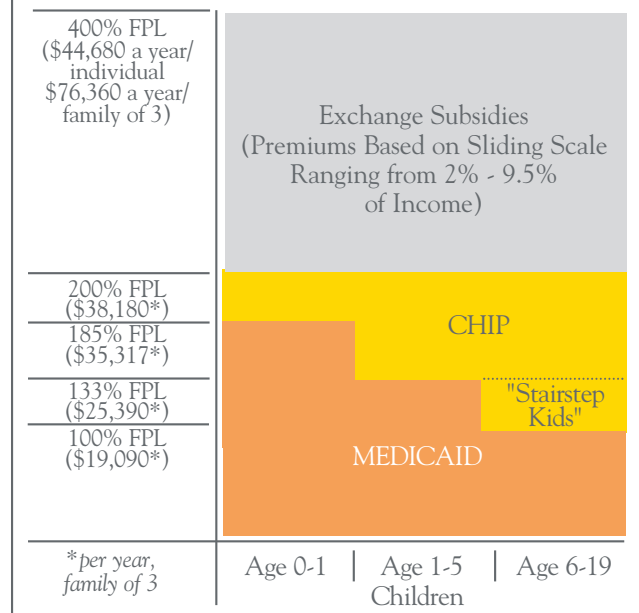 400% FPL
($44,680 a year/
individual
$76,360 a year/
family of 3)
Exchange Subsidies
(Premiums Based on Sliding Scale
Ranging from 2% - 9.5%
of Income)
200% FPL
($38,180*)
185% FPL
($35,317*)
CHIP
133% FPL
($25,390*)
"Stairstep
Kids"
100% FPL
($19,090*)
MEDICAID
*per year,
family of 3
Age 0-1 | Age 1-5 | Age 6-19
Children